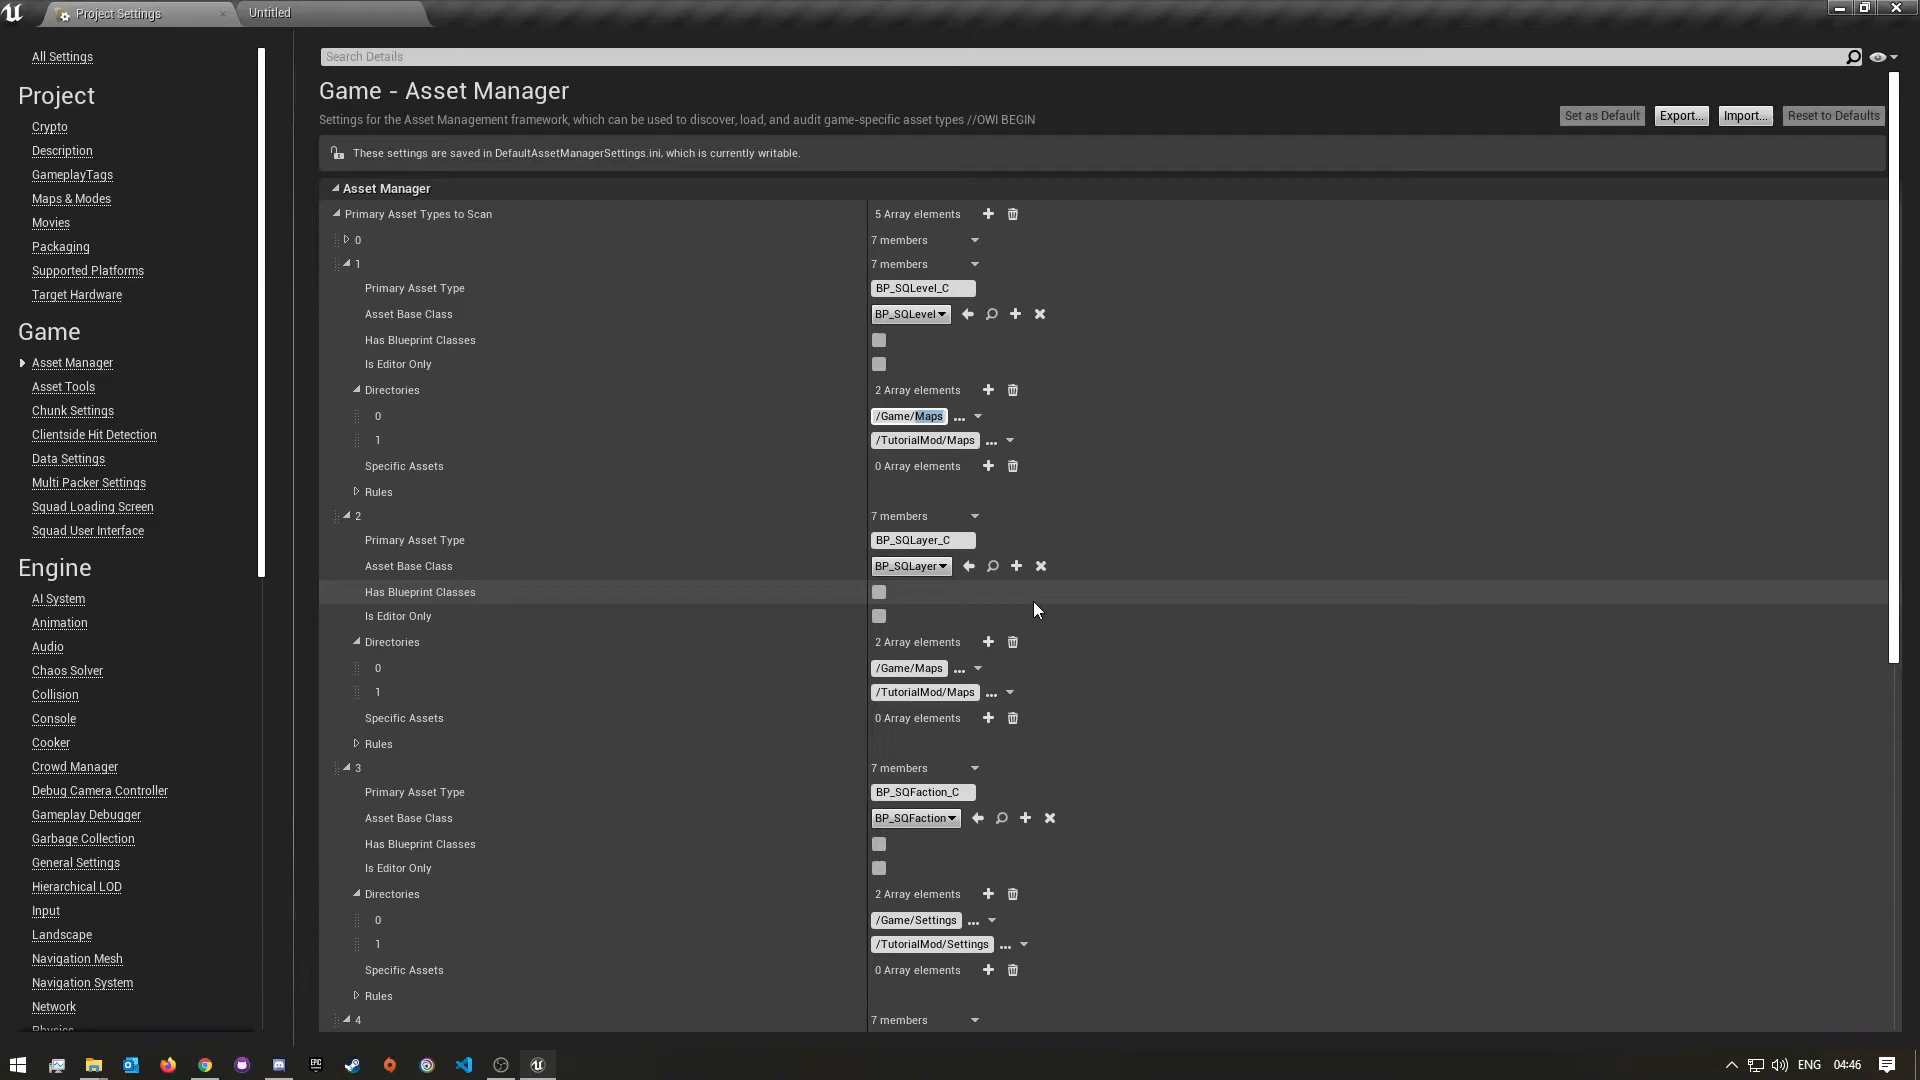 Project Settings
Untitled
All Settings
Project
Crypto
Description
GameplayTags
Maps & Modes
Movies
Packaging
Supported Platforms
Target Hardware
Game
Asset Manager
Asset Tools
Chunk Settings
Clientside Hit Detection
Data Settings
Multi Packer Settings
Squad Loading Screen
Squad User Interface
Engine
AI System
Animation
Audio
Chaos Solver
Collision
Console
Cooker
Crowd Manager
Debug Camera Controller
Gameplay Debugger
Garbage Collection
General Settings
Hierarchical LOD
Input
Landscape
Navigation Mesh
Navigation System
Network
Physics
Search Details
Game - Asset Manager
Settings for the Asset Management framework, which can be used to discover, load, and audit game-specific asset types //OWI BEGIN
Set as Default Export... Import... Reset to Defaults
These settings are saved in DefaultAssetManagerSettings.ini, which is currently writable.
Asset Manager
Primary Asset Types to Scan 5 Array elements
0 7 members
1 7 members
Primary Asset Type BP_SQLevel_C
Asset Base Class BP_SQLevel
Has Blueprint Classes
Is Editor Only
Directories 2 Array elements
0 /Game/Maps ...
1 /TutorialMod/Maps ...
Specific Assets 0 Array elements
Rules
2 7 members
Primary Asset Type BP_SQLayer_C
Asset Base Class BP_SQLayer
Has Blueprint Classes
Is Editor Only
Directories 2 Array elements
0 /Game/Maps ...
1 /TutorialMod/Maps ...
Specific Assets 0 Array elements
Rules
3 7 members
Primary Asset Type BP_SQFaction_C
Asset Base Class BP_SQFaction
Has Blueprint Classes
Is Editor Only
Directories 2 Array elements
0 /Game/Settings ...
1 /TutorialMod/Settings ...
Specific Assets 0 Array elements
Rules
4 7 members
EPIC
ENG 04:46